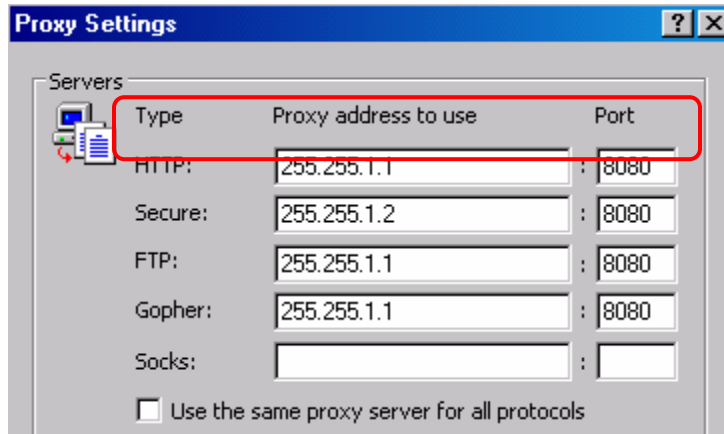 Proxy Settings
Servers
Type Proxy address to use Port
HTTP: 255.255.1.1 : 8080
Secure: 255.255.1.2 : 8080
FTP: 255.255.1.1 : 8080
Gopher: 255.255.1.1 : 8080
Socks: :
Use the same proxy server for all protocols